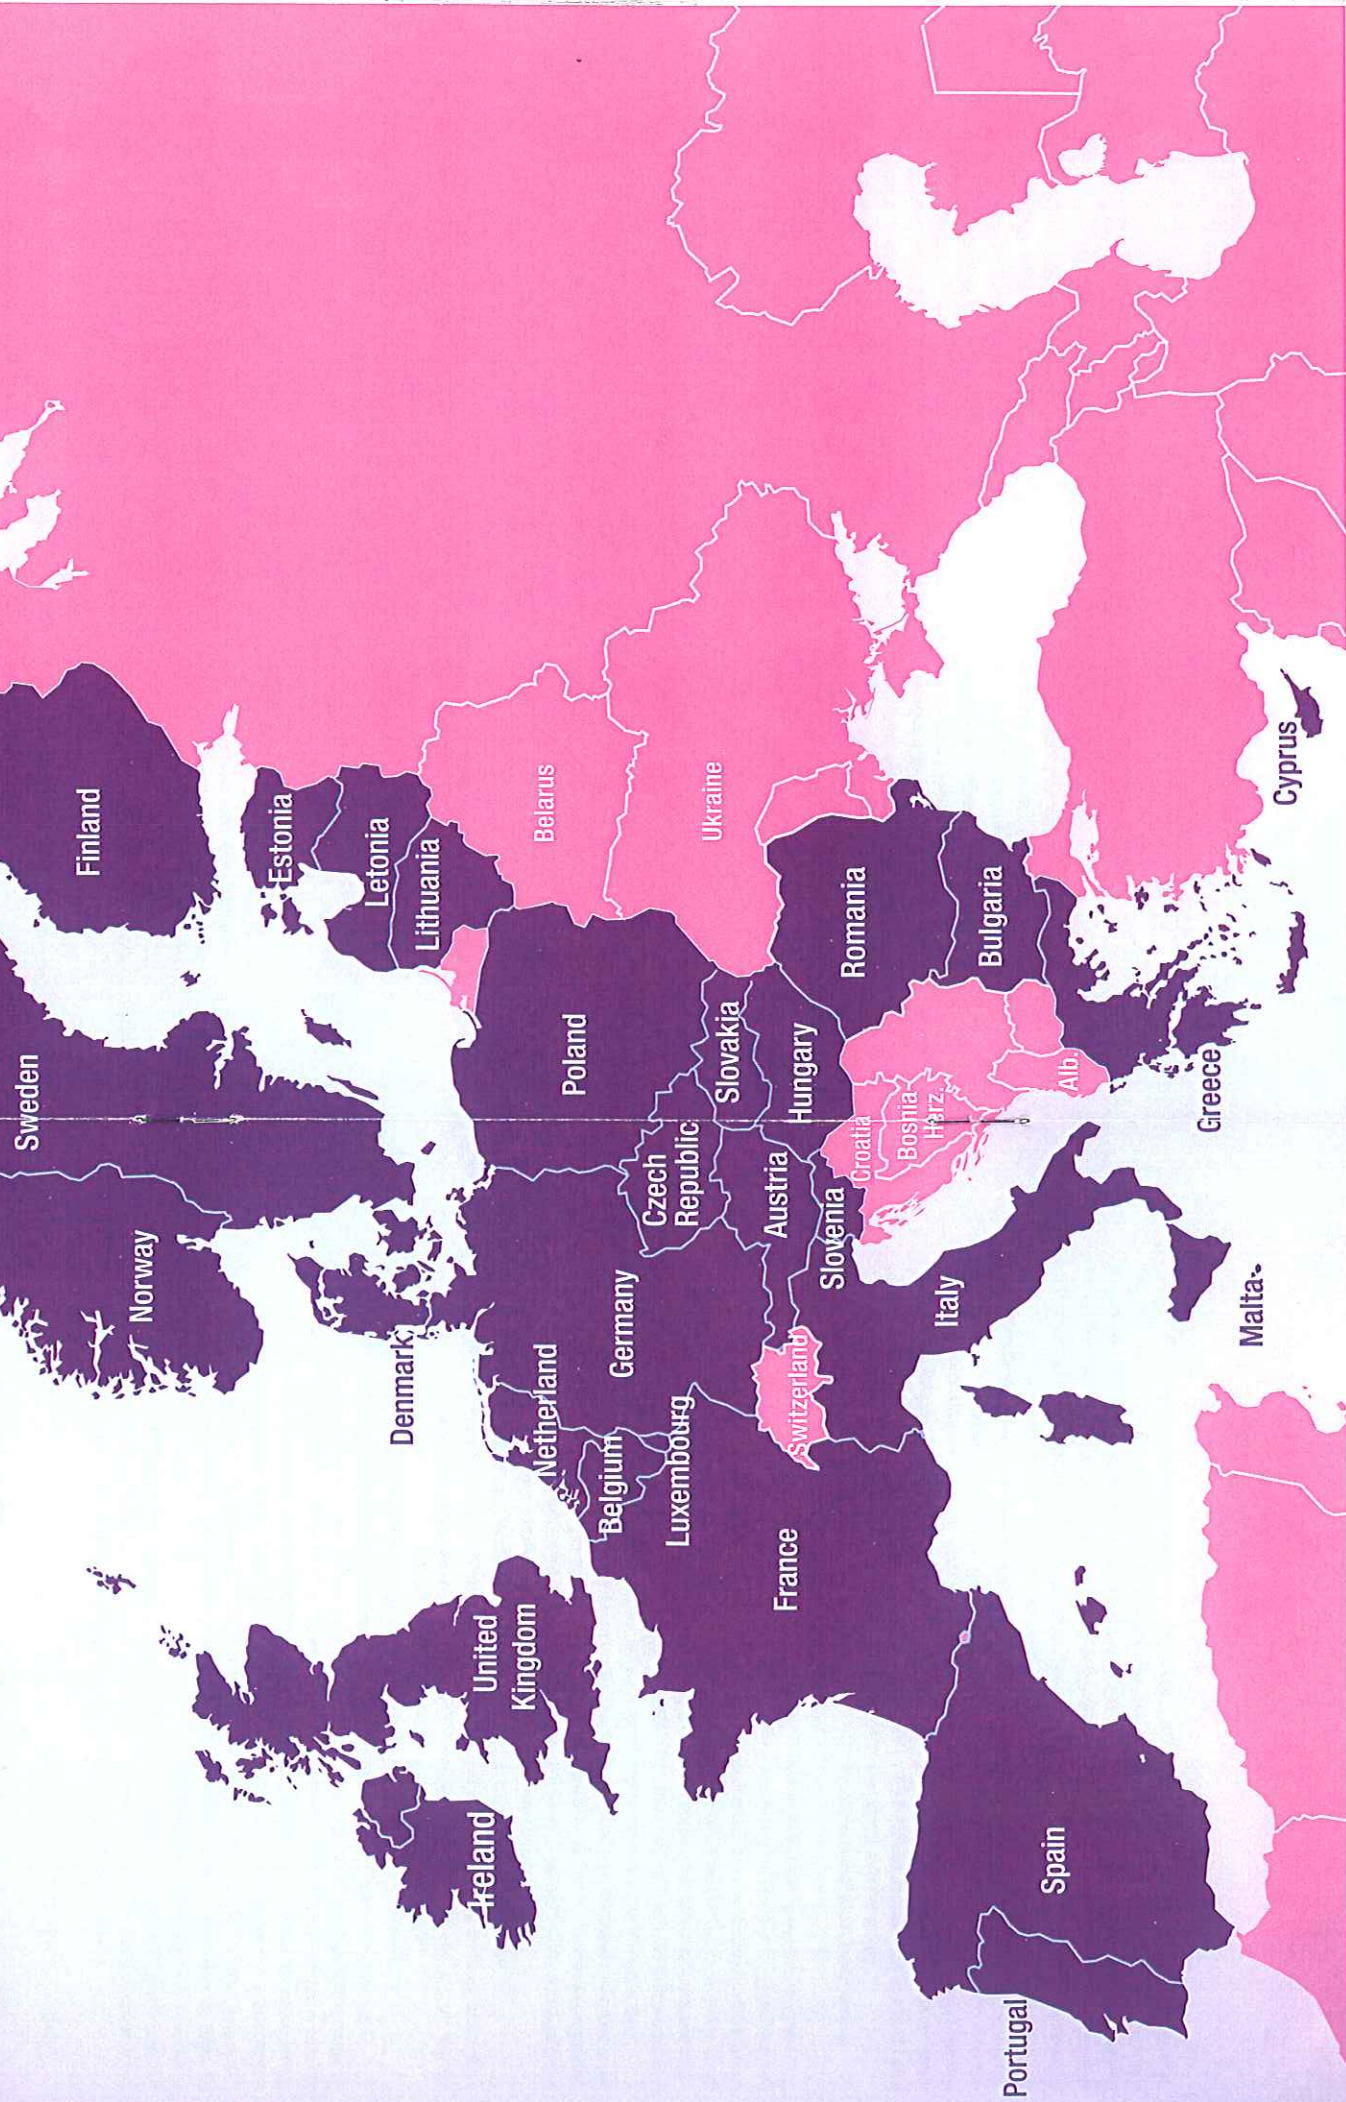 Sweden
Finland
Norway
Estonia
Letonia
Lithuania
Denmark
Ireland
United
Kingdom
Netherland
Belgium
Luxembourg
Germany
Poland
Belarus
Ukraine
Czech
Republic
Slovakia
Austria
Hungary
Slovenia
Switzerland
France
Croatia
Bosnia
Herz.
Romania
Bulgaria
Italy
Alb.
Portugal
Spain
Greece
Malta
Cyprus